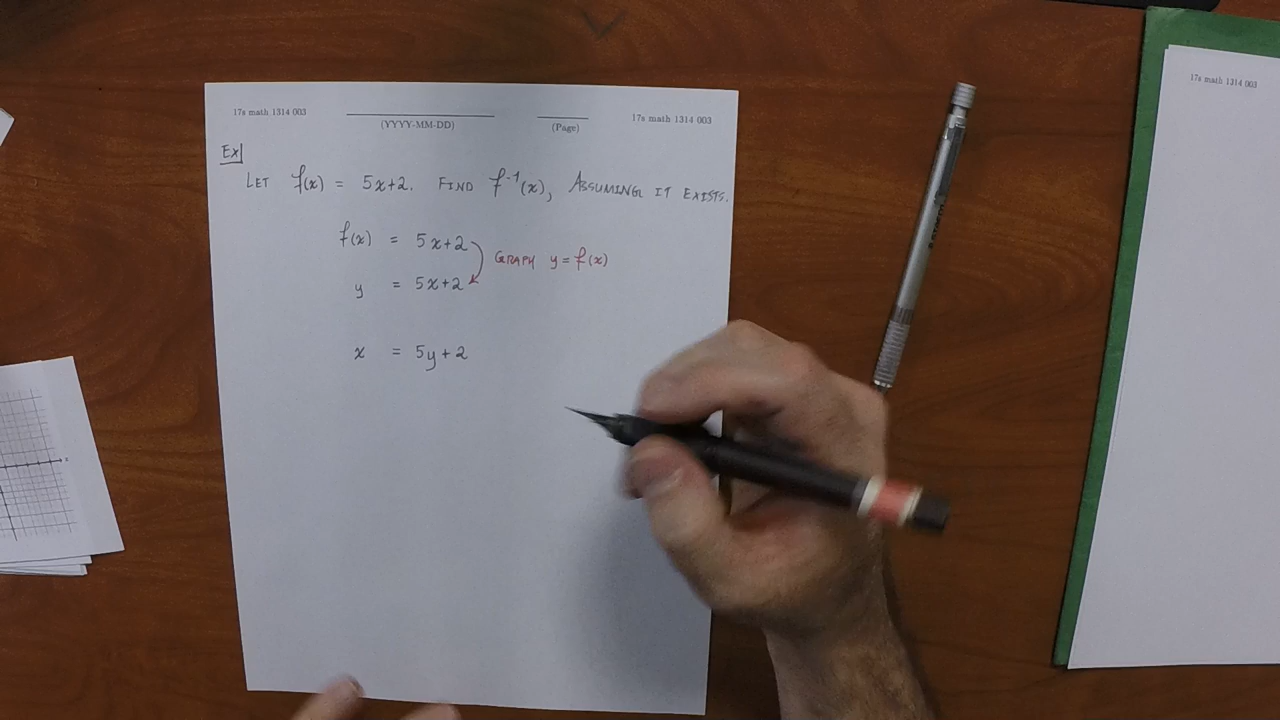 17s math 1314 003
(YYYY-MM-DD)
(Page)
17s math 1314 003
Ex
LET f(x) = 5x+2. FIND f⁻¹(x), ASSUMING IT EXISTS.
f(x) = 5x+2
GRAPH y = f(x)
y = 5x+2
x = 5y+2
17s math 1314 003
x